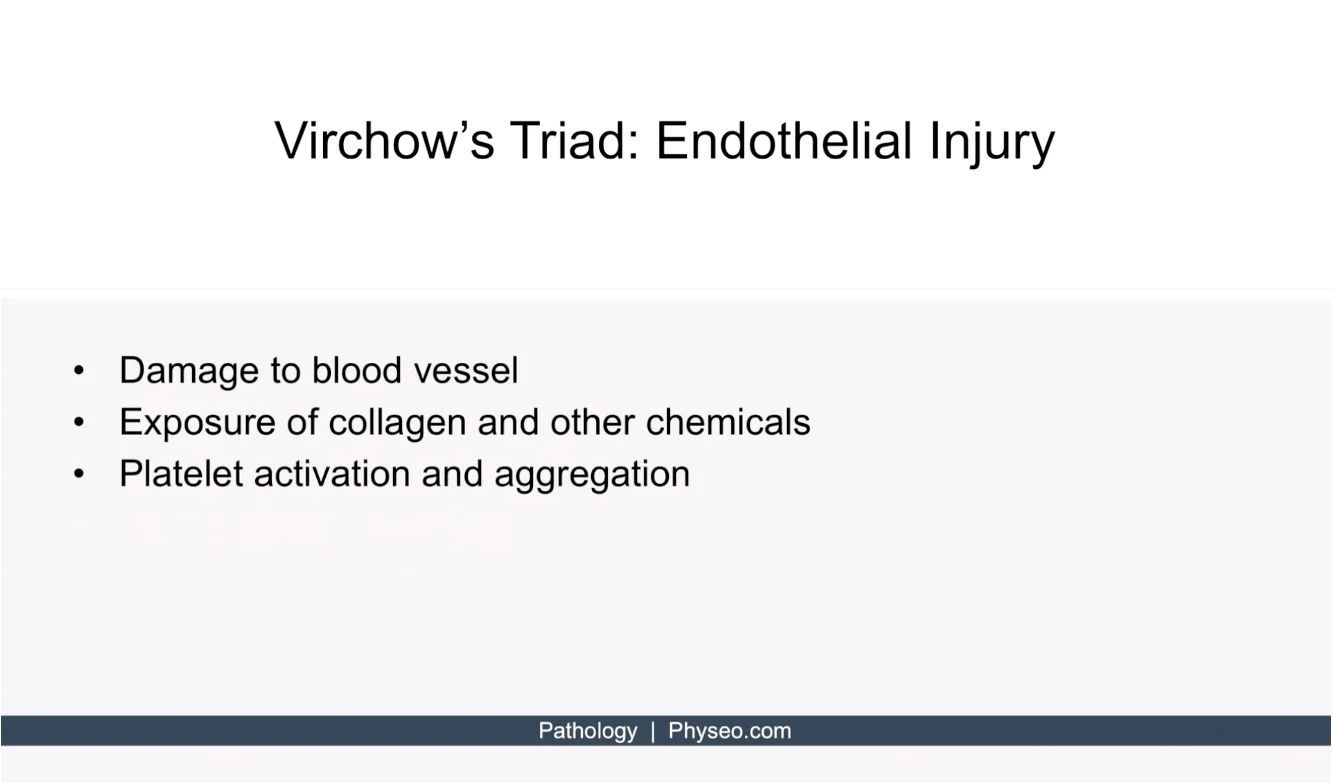 Virchow’s Triad: Endothelial Injury
• Damage to blood vessel
• Exposure of collagen and other chemicals
• Platelet activation and aggregation
Pathology | Physeo.com